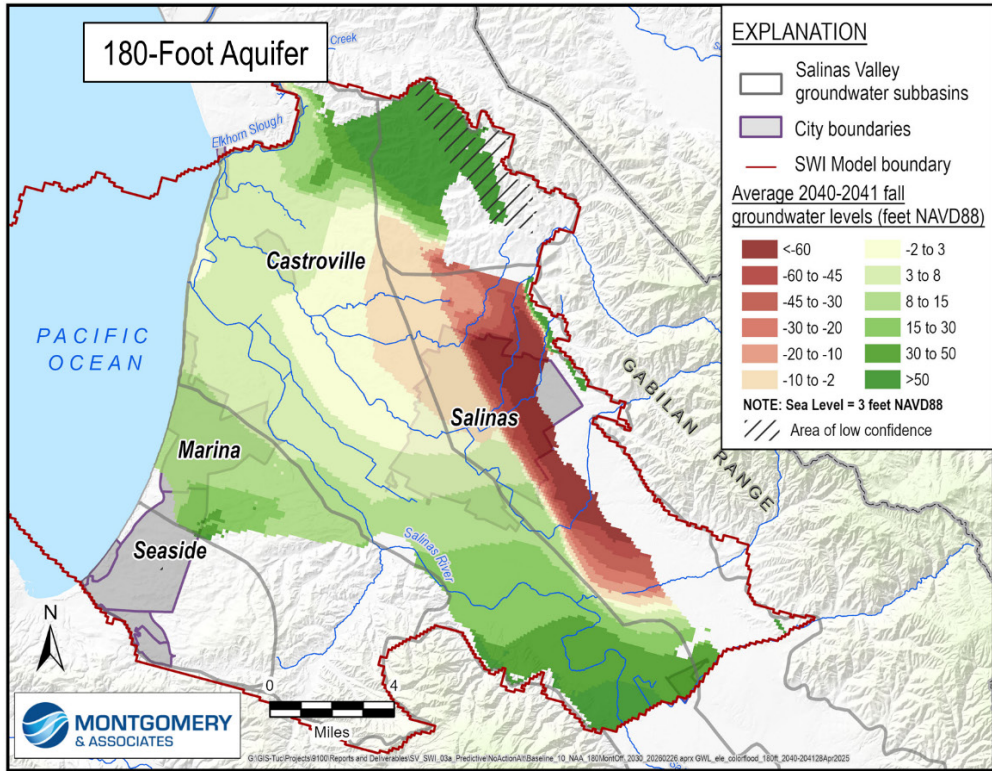 180-Foot Aquifer
Creek
Elkhorn Slough
Castroville
PACIFIC
OCEAN
Salinas
Marina
Seaside
Salinas
River
GABILAN RANGE
N
0 4
Miles
MONTGOMERY
& ASSOCIATES
EXPLANATION
Salinas Valley
groundwater subbasins
City boundaries
SWI Model boundary
Average 2040-2041 fall
groundwater levels (feet NAVD88)
<-60
-60 to -45
-45 to -30
-30 to -20
-20 to -10
-10 to -2
-2 to 3
3 to 8
8 to 15
15 to 30
30 to 50
>50
NOTE: Sea Level = 3 feet NAVD88
Area of low confidence